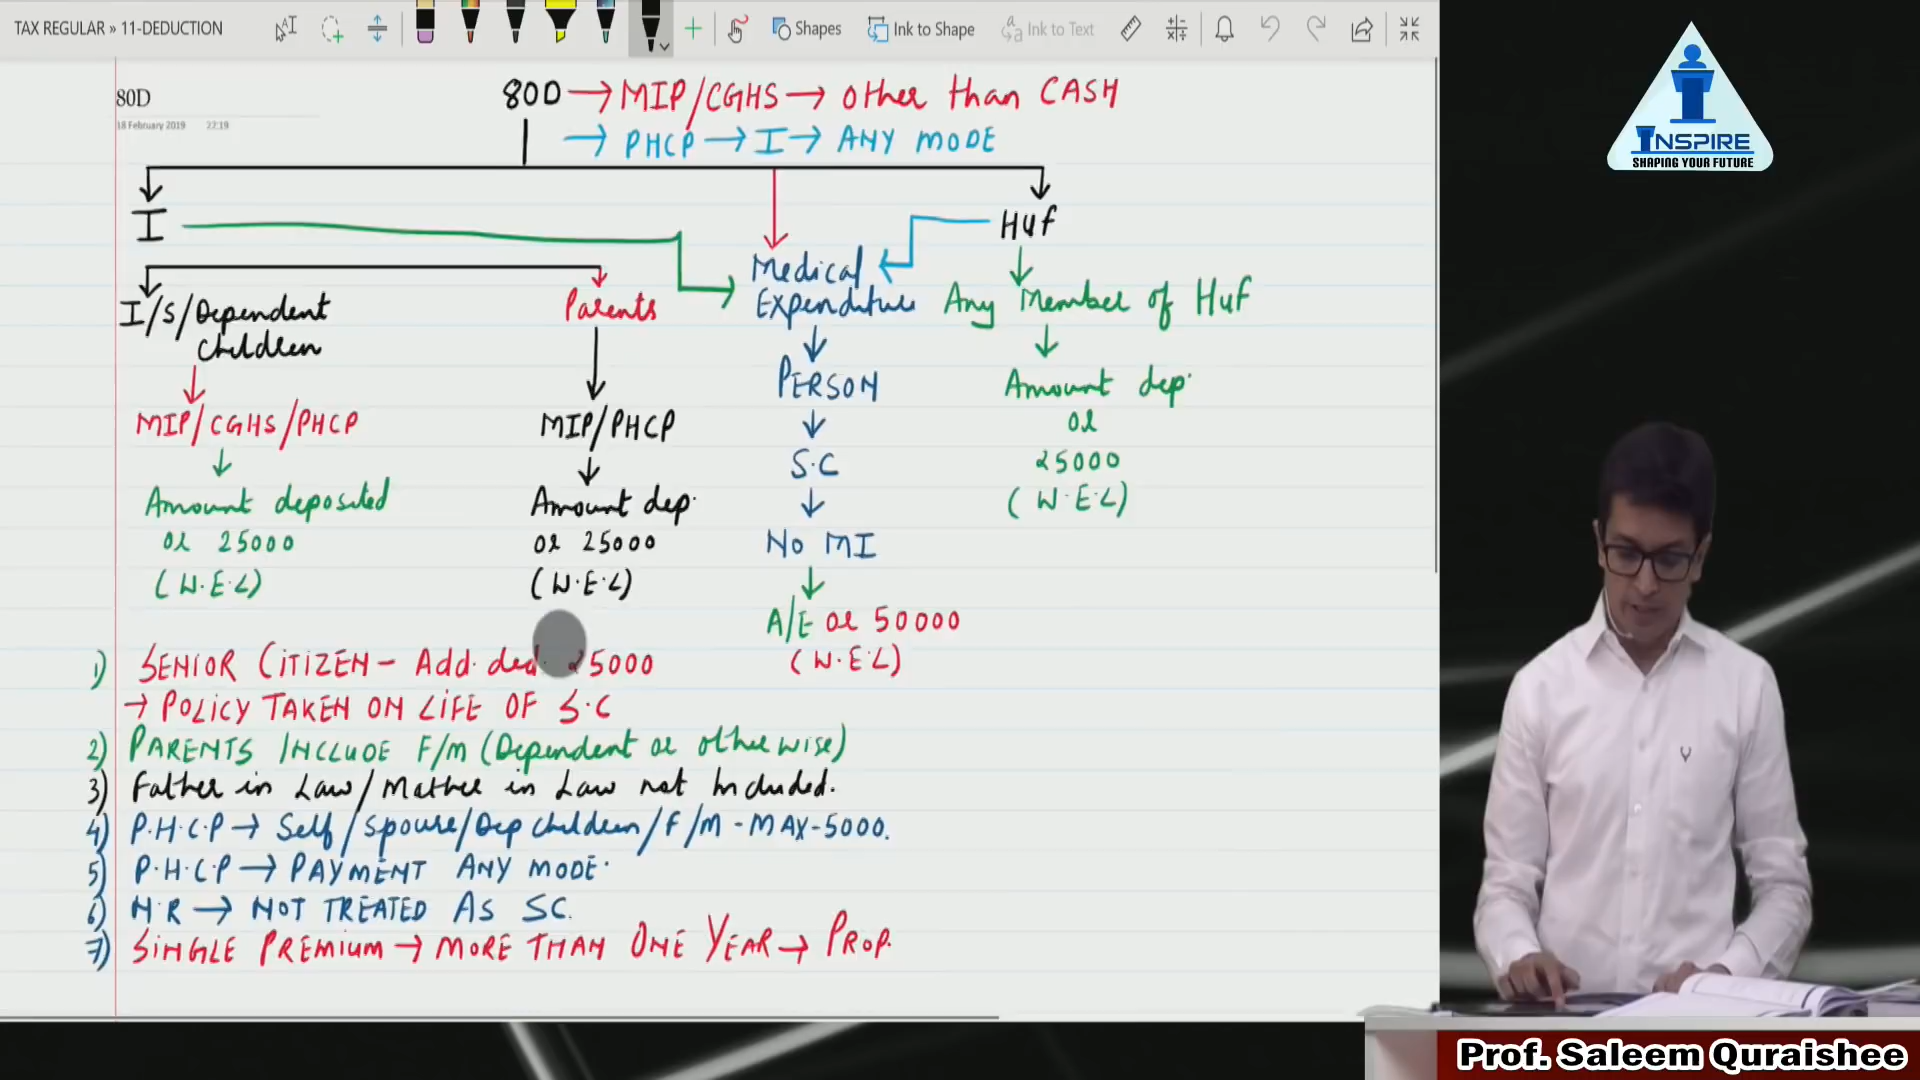 TAX REGULAR » 11-DEDUCTION
Shapes
Ink to Shape
Ink to Text
80D
18 February 2019 22:19
80D → MIP/CGHS → Other than CASH
→ PHCP → I → ANY MODE
I
HUF
I/S/Dependent Children
Parents
Medical Expenditure
Any Member of HUF
MIP/CGHS/PHCP
MIP/PHCP
PERSON
Amount dep.
or
25000
(W.E.L)
S.C
Amount deposited
or 25000
(W.E.L)
Amount dep.
or 25000
(W.E.L)
No MI
A/E or 50000
(W.E.L)
1) SENIOR CITIZEN - Add. ded. 25000
→ POLICY TAKEN ON LIFE OF S.C
2) PARENTS INCLUDE F/M (Dependent or otherwise)
3) Father in Law/Mother in Law not Included.
4) P.H.C.P → Self/Spouse/Dep Children/F/M - MAX-5000.
5) P.H.C.P → PAYMENT ANY MODE.
6) N.R → NOT TREATED AS SC.
7) SINGLE PREMIUM → MORE THAN ONE YEAR → PROP.
INSPIRE
SHAPING YOUR FUTURE
Prof. Saleem Quraishee